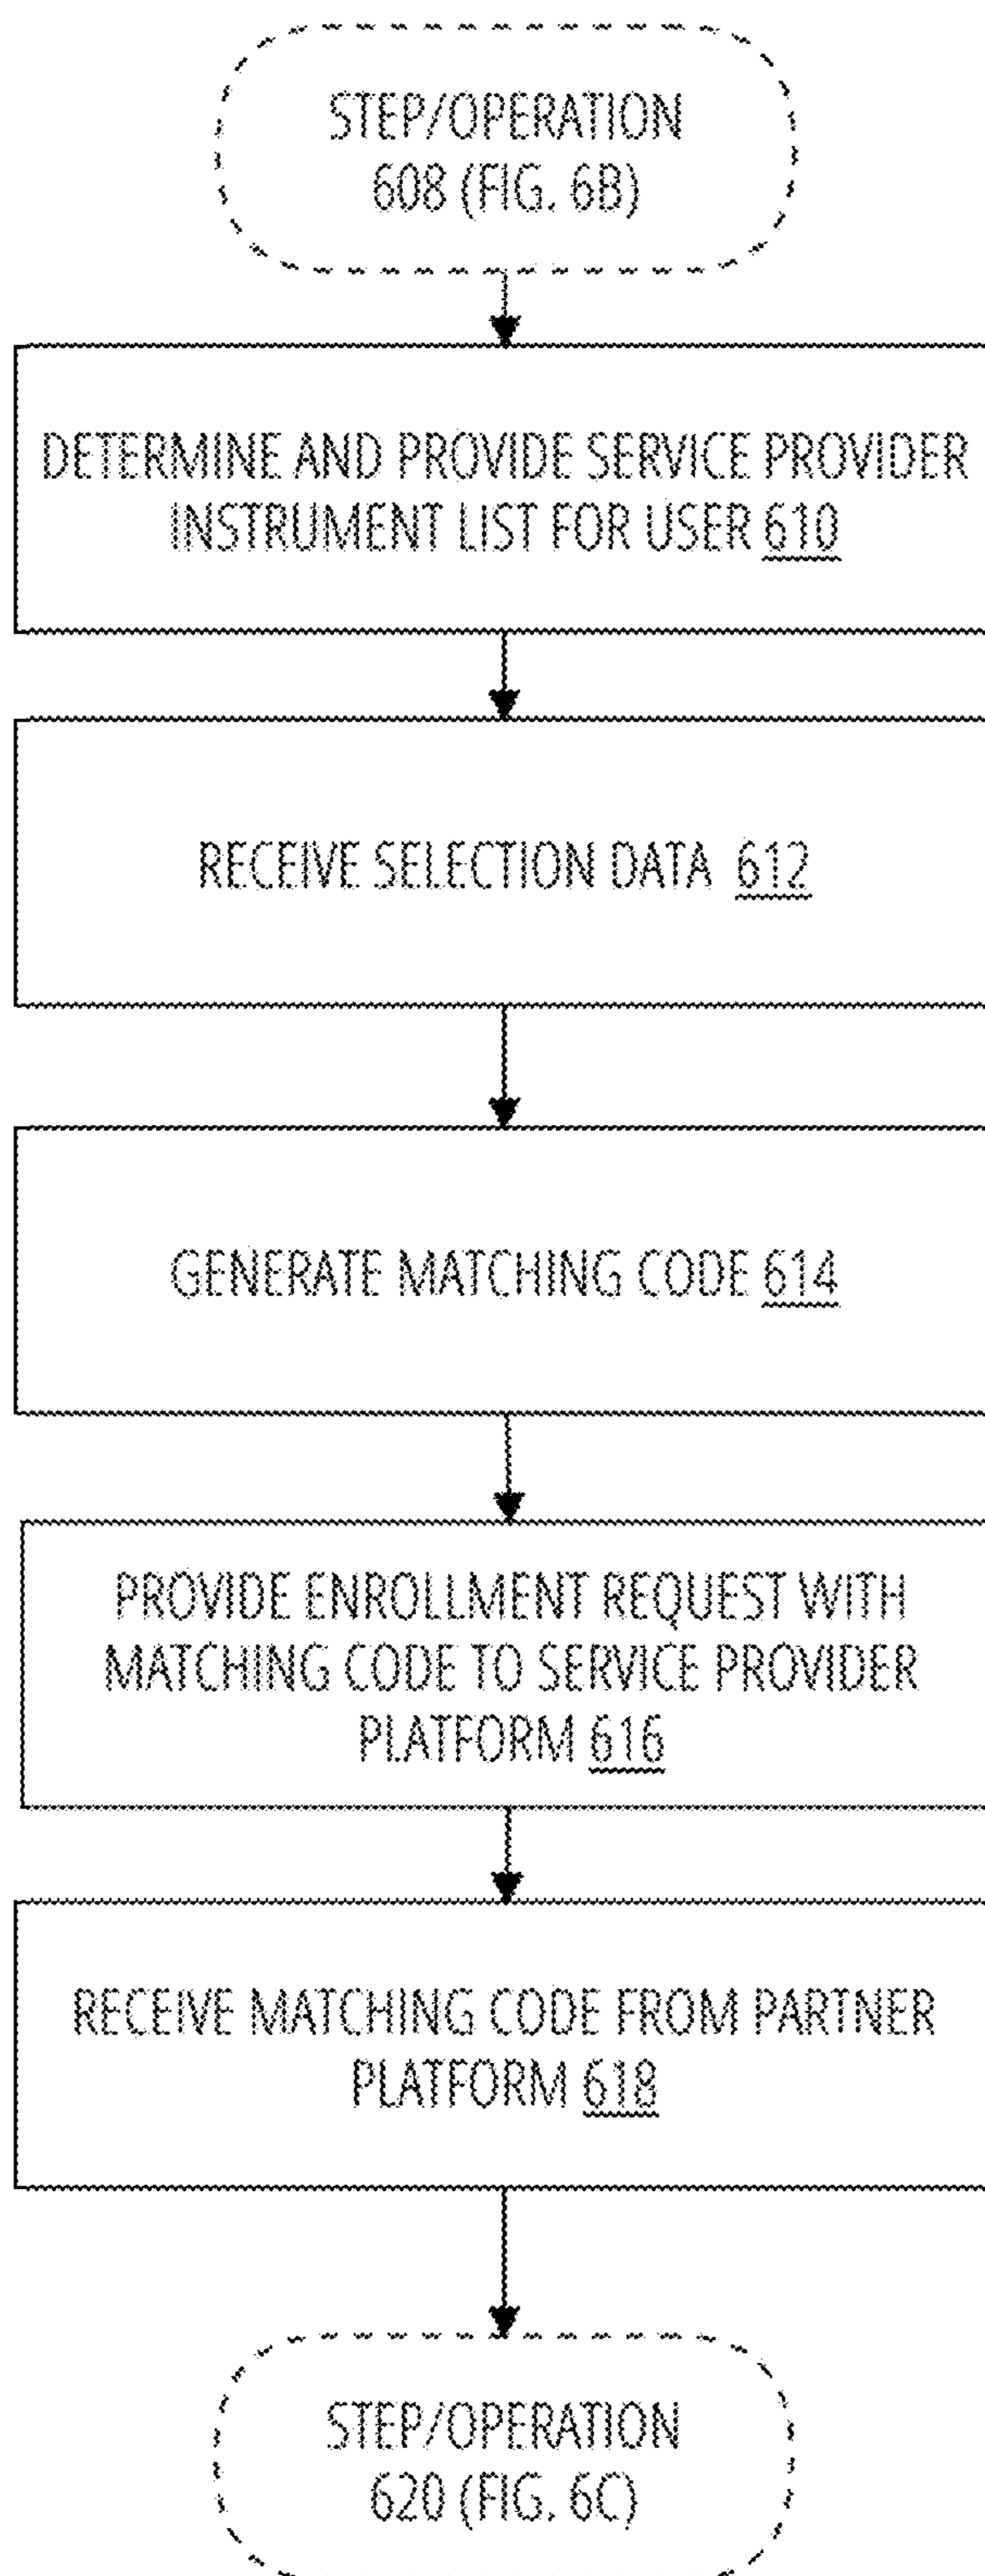 STEP/OPERATION
608 (FIG. 6B)
DETERMINE AND PROVIDE SERVICE PROVIDER
INSTRUMENT LIST FOR USER 610
RECEIVE SELECTION DATA 612
GENERATE MATCHING CODE 614
PROVIDE ENROLLMENT REQUEST WITH
MATCHING CODE TO SERVICE PROVIDER
PLATFORM 616
RECEIVE MATCHING CODE FROM PARTNER
PLATFORM 618
STEP/OPERATION
620 (FIG. 6C)